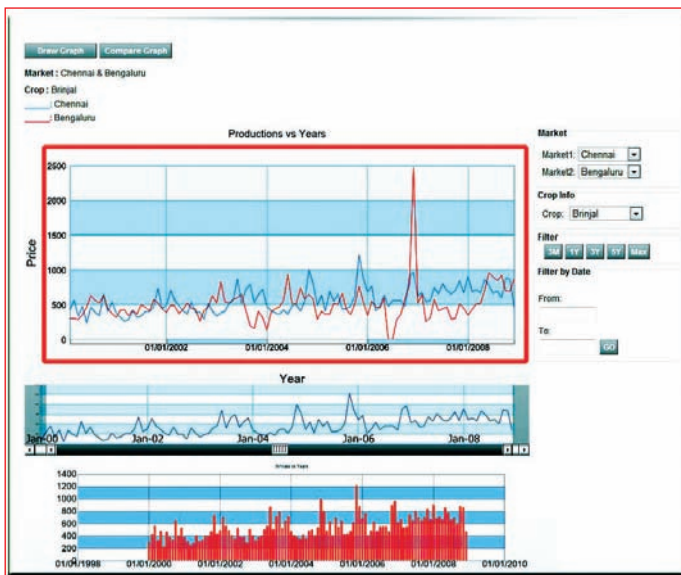 Draw Graph Compare Graph
Market : Chennai & Bengaluru
Crop : Brinjal
: Chennai
: Bengaluru
Productions vs Years
Price
2500
2000
1500
1000
500
0
01/01/2002 01/01/2004 01/01/2006 01/01/2008
Market
Market1: Chennai
Market2: Bengaluru
Crop Info
Crop: Brinjal
Filter
3M 1Y 3Y 5Y Max
Filter by Date
From:
To:
GO
Year
Jan-00 Jan-02 Jan-04 Jan-06 Jan-08
Arrivals vs Years
1400
1200
1000
800
600
400
200
0
01/01/1998 01/01/2000 01/01/2002 01/01/2004 01/01/2006 01/01/2008 01/01/2010